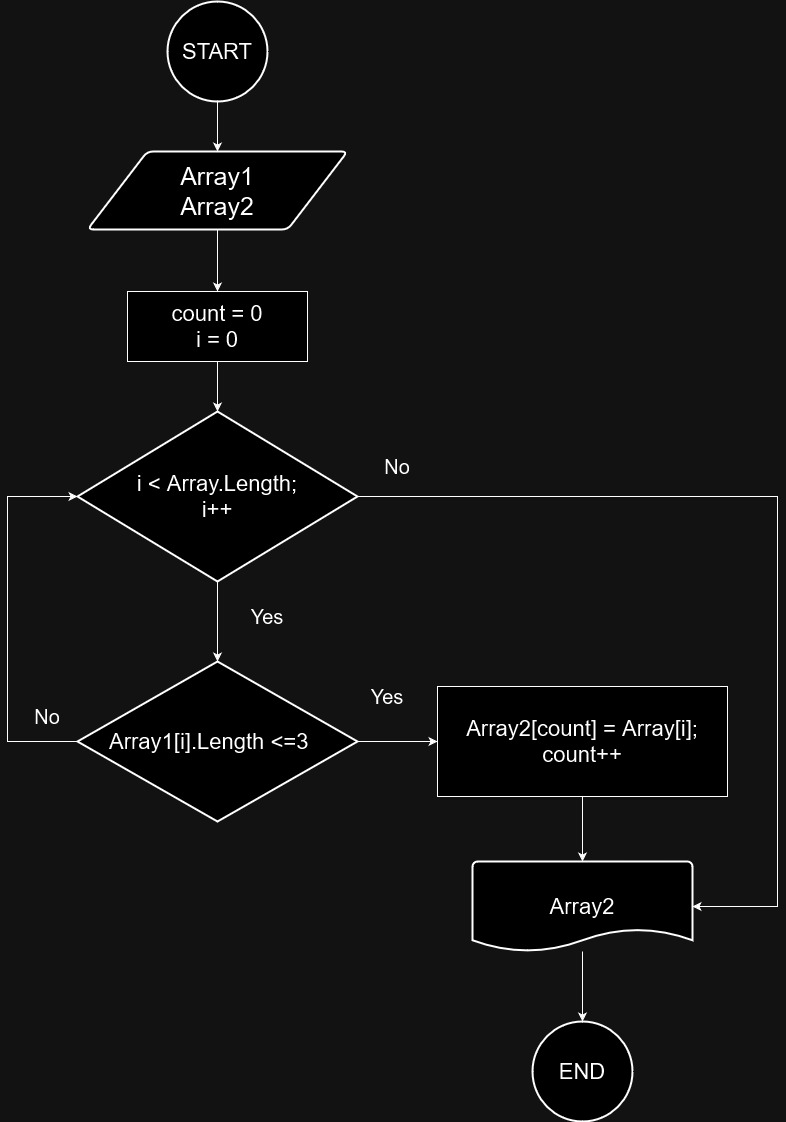 START
Array1
Array2
count = 0
i = 0
i < Array.Length;
i++
No
Yes
No
Array1[i].Length <=3
Yes
Array2[count] = Array[i];
count++
Array2
END